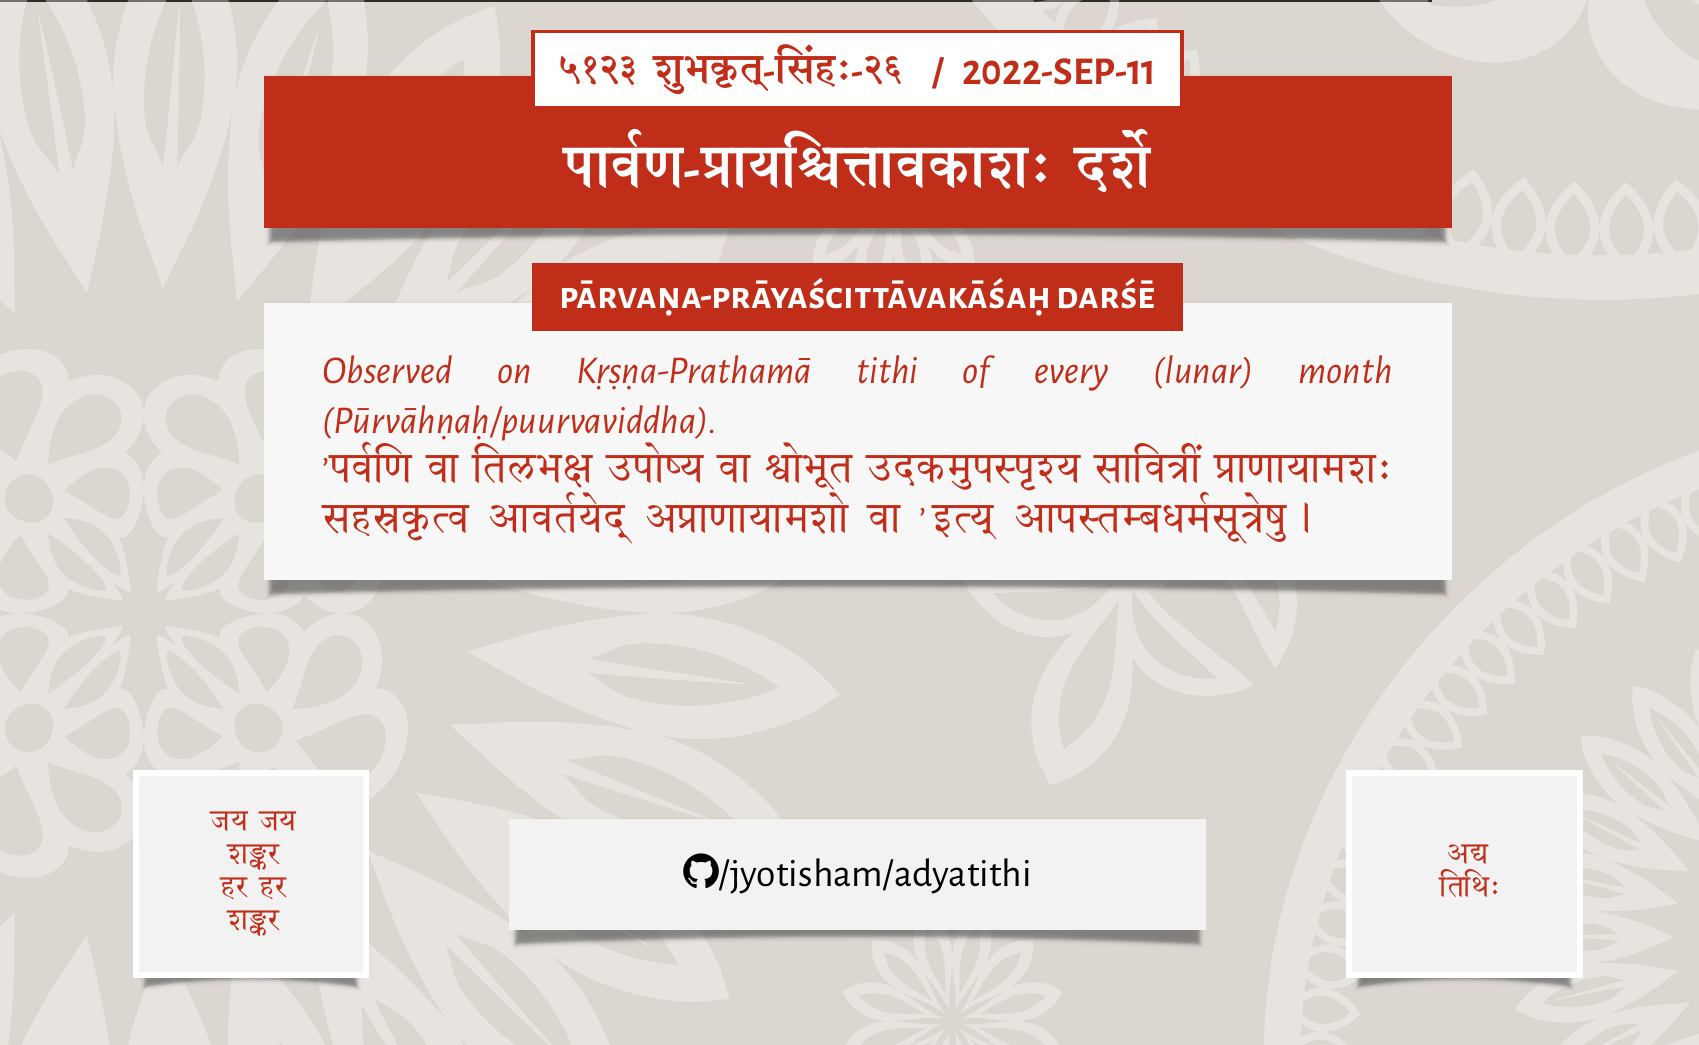 ५१२३ शुभकृत्-सिंहः-२६ / 2022-SEP-11
पार्वण-प्रायश्चित्तावकाशः दर्शे
PĀRVAṆA-PRĀYAŚCITTĀVAKĀŚAḤ DARŚĒ
Observed on Kṛṣṇa-Prathamā tithi of every (lunar) month
(Pūrvāhṇaḥ/puurvaviddha).
’पर्वणि वा तिलभक्ष उपोष्य वा श्वोभूत उदकमुपस्पृश्य सावित्रीं प्राणायामशः
सहस्रकृत्व आवर्तयेद् अप्राणायामशो वा ’इत्य् आपस्तम्बधर्मसूत्रेषु।
जय जय
शङ्कर
हर हर
शङ्कर
/jyotisham/adyatithi
अद्य
तिथिः